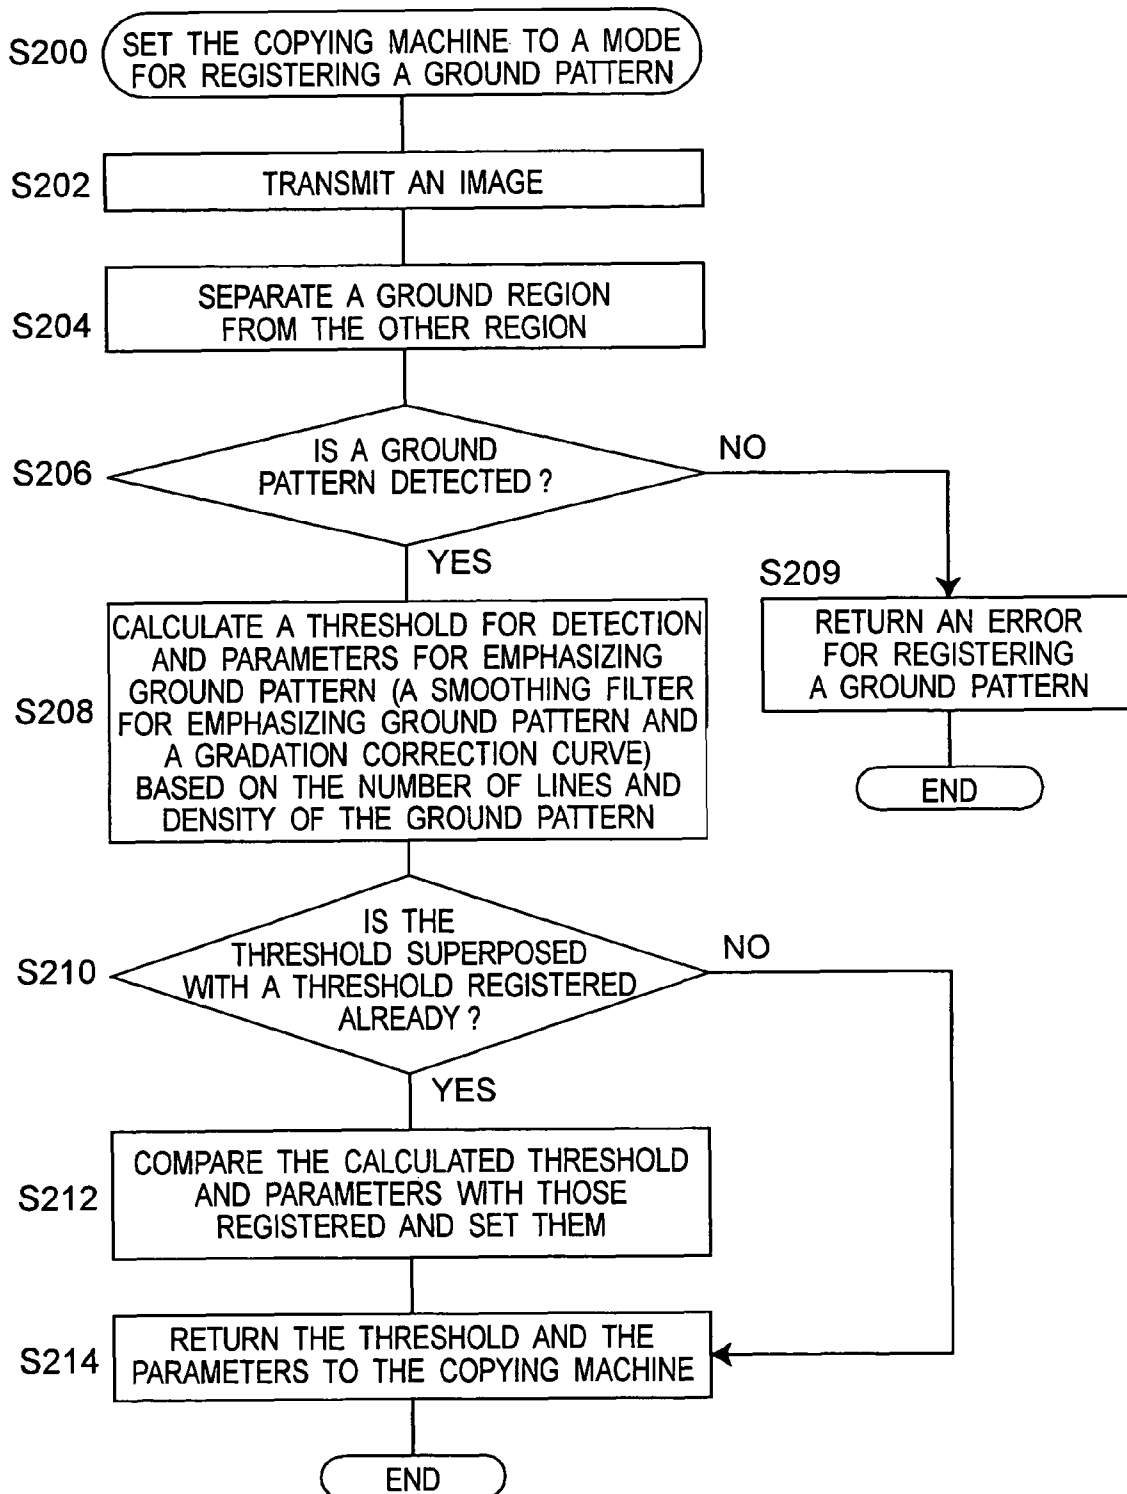 S200
SET THE COPYING MACHINE TO A MODE
FOR REGISTERING A GROUND PATTERN
S202
TRANSMIT AN IMAGE
S204
SEPARATE A GROUND REGION
FROM THE OTHER REGION
S206
IS A GROUND
PATTERN DETECTED?
NO
YES
S209
RETURN AN ERROR
FOR REGISTERING
A GROUND PATTERN
END
S208
CALCULATE A THRESHOLD FOR DETECTION
AND PARAMETERS FOR EMPHASIZING
GROUND PATTERN (A SMOOTHING FILTER
FOR EMPHASIZING GROUND PATTERN AND
A GRADATION CORRECTION CURVE)
BASED ON THE NUMBER OF LINES AND
DENSITY OF THE GROUND PATTERN
S210
IS THE
THRESHOLD SUPERPOSED
WITH A THRESHOLD REGISTERED
ALREADY?
NO
YES
S212
COMPARE THE CALCULATED THRESHOLD
AND PARAMETERS WITH THOSE
REGISTERED AND SET THEM
S214
RETURN THE THRESHOLD AND THE
PARAMETERS TO THE COPYING MACHINE
END